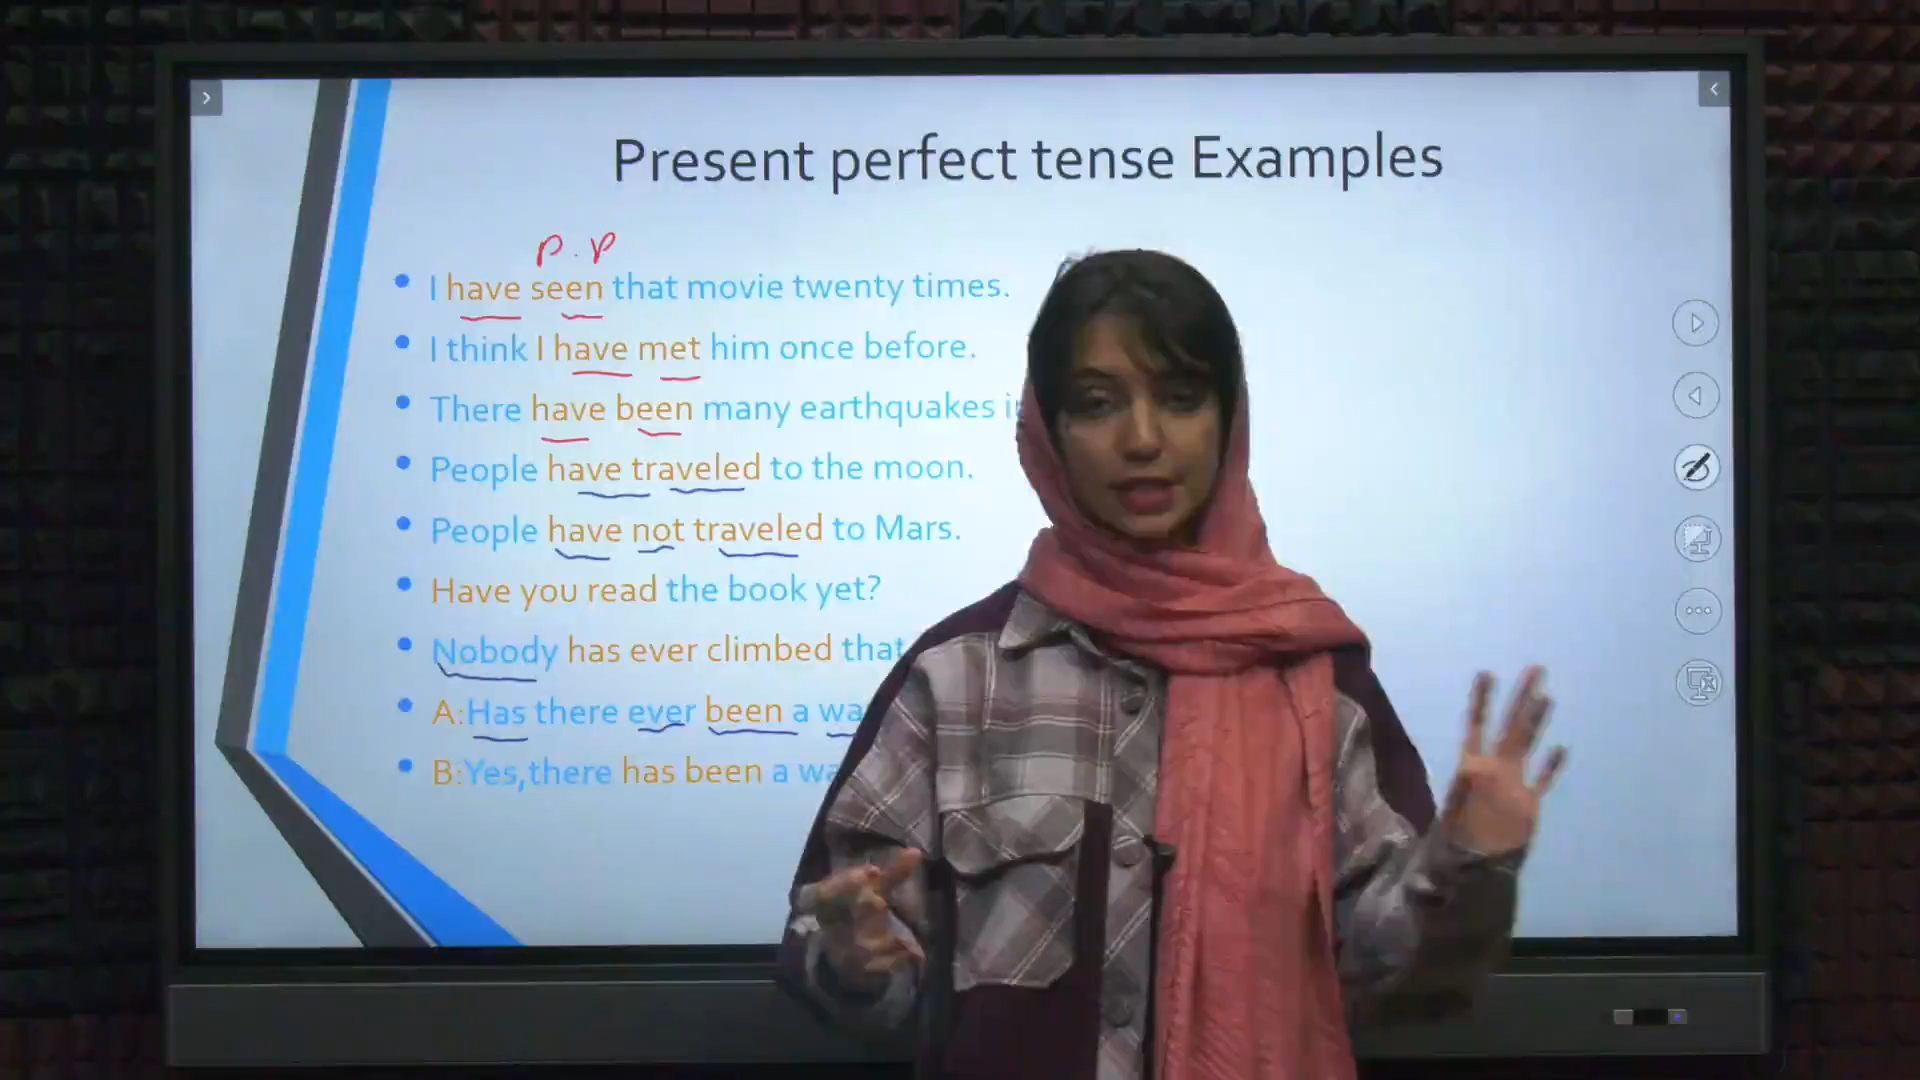 Present perfect tense Examples
p.p
I have seen that movie twenty times.
I think I have met him once before.
There have been many earthquakes
People have traveled to the moon.
People have not traveled to Mars.
Have you read the book yet?
Nobody has ever climbed that
A:Has there ever been a
B:Yes,there has been a